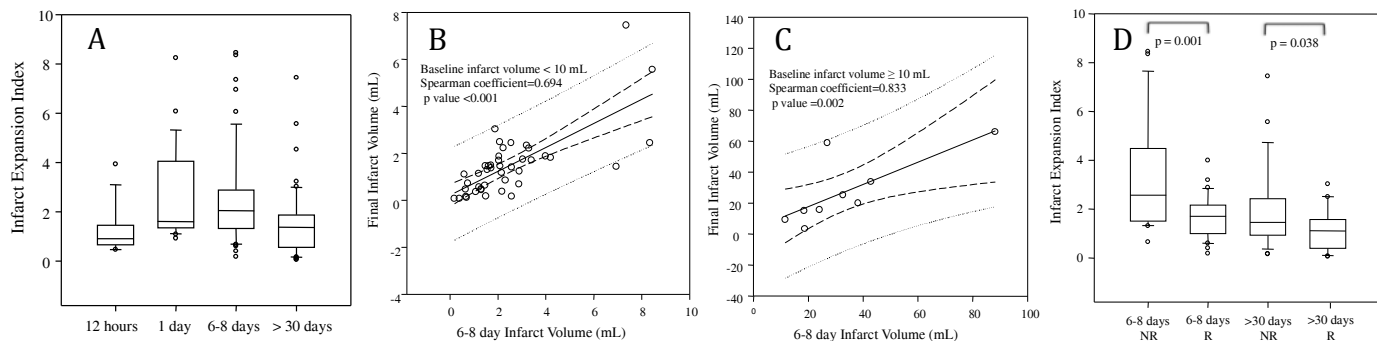 A
Infarct Expansion Index
10
8
6
4
2
0
12 hours 1 day 6-8 days > 30 days
B
Final Infarct Volume (mL)
8
6
4
2
0
-2
-4
Baseline infarct volume < 10 mL
Spearman coefficient=0.694
p value <0.001
0 2 4 6 8 10
6-8 day Infarct Volume (mL)
C
Final Infarct Volume (mL)
140
120
100
80
60
40
20
0
-20
-40
Baseline infarct volume ≥ 10 mL
Spearman coefficient=0.833
p value =0.002
0 20 40 60 80 100
6-8 day Infarct Volume (mL)
D
Infarct Expansion Index
10
8
6
4
2
0
p = 0.001 p = 0.038
6-8 days 6-8 days >30 days >30 days
NR R NR R